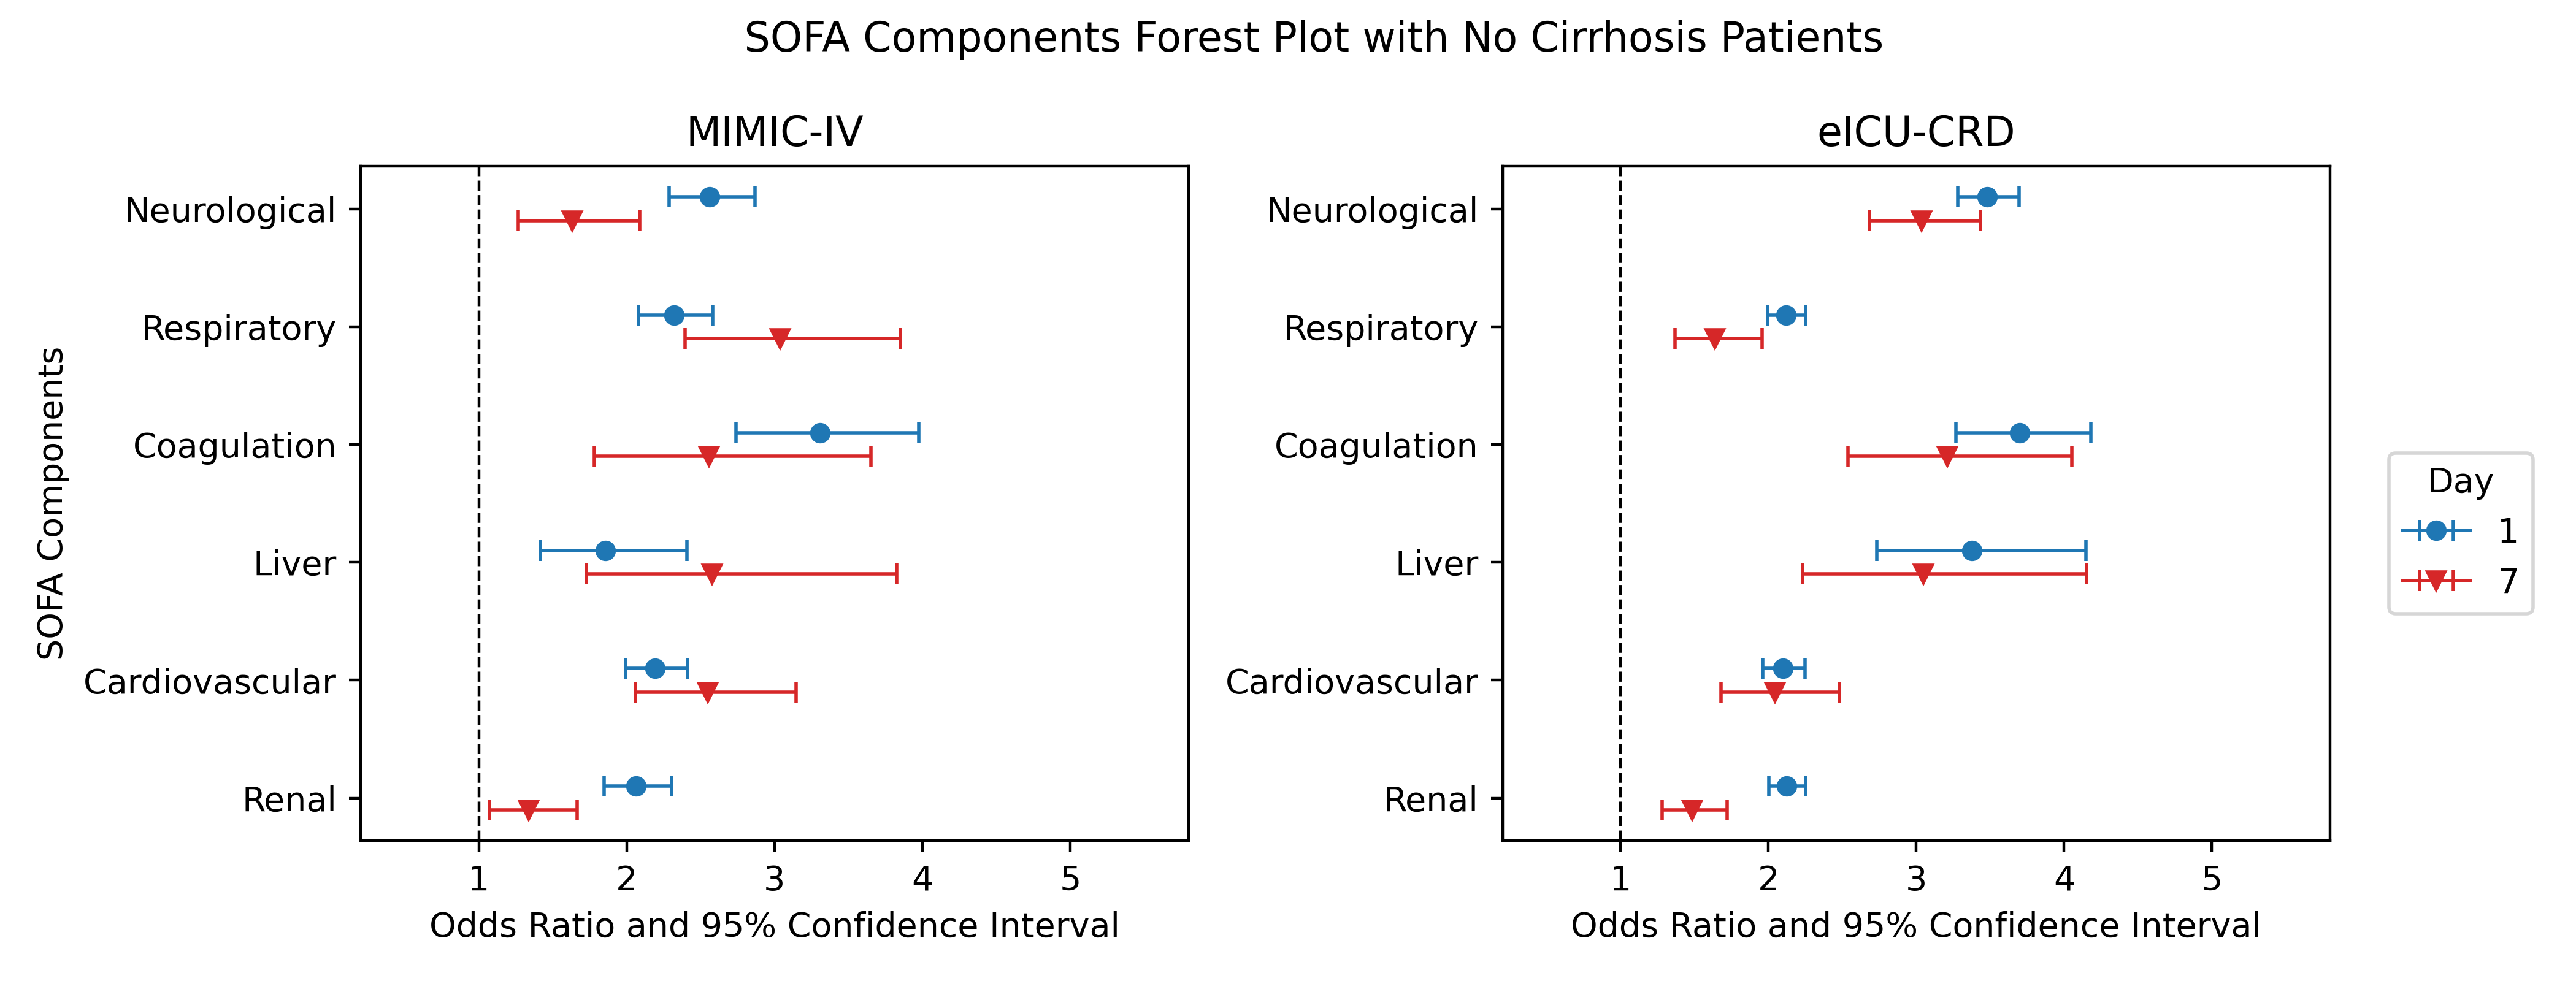 SOFA Components Forest Plot with No Cirrhosis Patients
MIMIC-IV
SOFA Components
Neurological
Respiratory
Coagulation
Liver
Cardiovascular
Renal
1 2 3 4 5
Odds Ratio and 95% Confidence Interval
eICU-CRD
Neurological
Respiratory
Coagulation
Liver
Cardiovascular
Renal
1 2 3 4 5
Odds Ratio and 95% Confidence Interval
Day
1
7